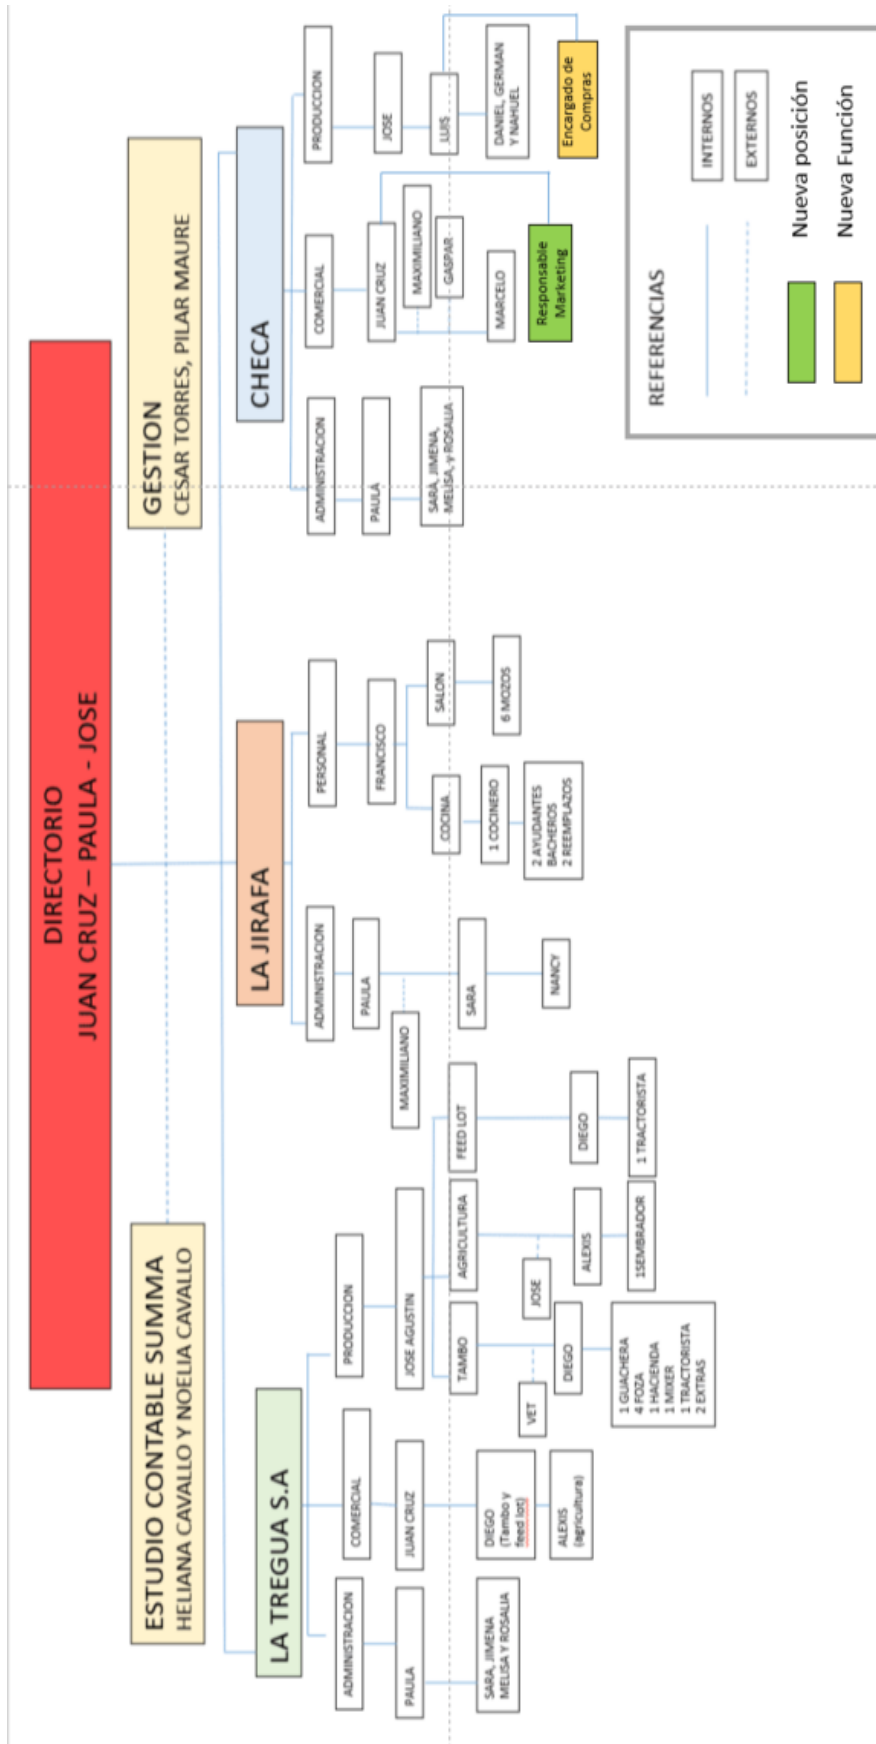 DIRECTORIO
JUAN CRUZ – PAULA - JOSE
ESTUDIO CONTABLE SUMMA
HELIANA CAVALLO Y NOELIA CAVALLO
GESTION
CESAR TORRES, PILAR MAURE
LA TREGUA S.A
ADMINISTRACION
PAULA
SARA, JIMENA
MELISA Y ROSALIA
COMERCIAL
JUAN CRUZ
DIEGO
(Tambo y
feed lot)
ALEXIS
(agricultura)
PRODUCCION
JOSE AGUSTIN
TAMBO
VET
DIEGO
1 GUACHERA
4 FOZA
1 HACIENDA
1 MIXER
1 TRACTORISTA
2 EXTRAS
AGRICULTURA
JOSE
ALEXIS
1SEMBRADOR
FEED LOT
DIEGO
1 TRACTORISTA
LA JIRAFA
ADMINISTRACION
PAULA
MAXIMILIANO
SARA
NANCY
PERSONAL
FRANCISCO
COCINA
1 COCINERO
2 AYUDANTES
BACHEROS
2 REEMPLAZOS
SALON
6 MOZOS
CHECA
ADMINISTRACION
PAULA
SARA, JIMENA,
MELISA, y ROSALIA
COMERCIAL
JUAN CRUZ
MAXIMILIANO
GASPAR
MARCELO
Responsable
Marketing
PRODUCCION
JOSE
LUIS
DANIEL, GERMAN
Y NAHUEL
Encargado de
Compras
REFERENCIAS
INTERNOS
EXTERNOS
Nueva posición
Nueva Función